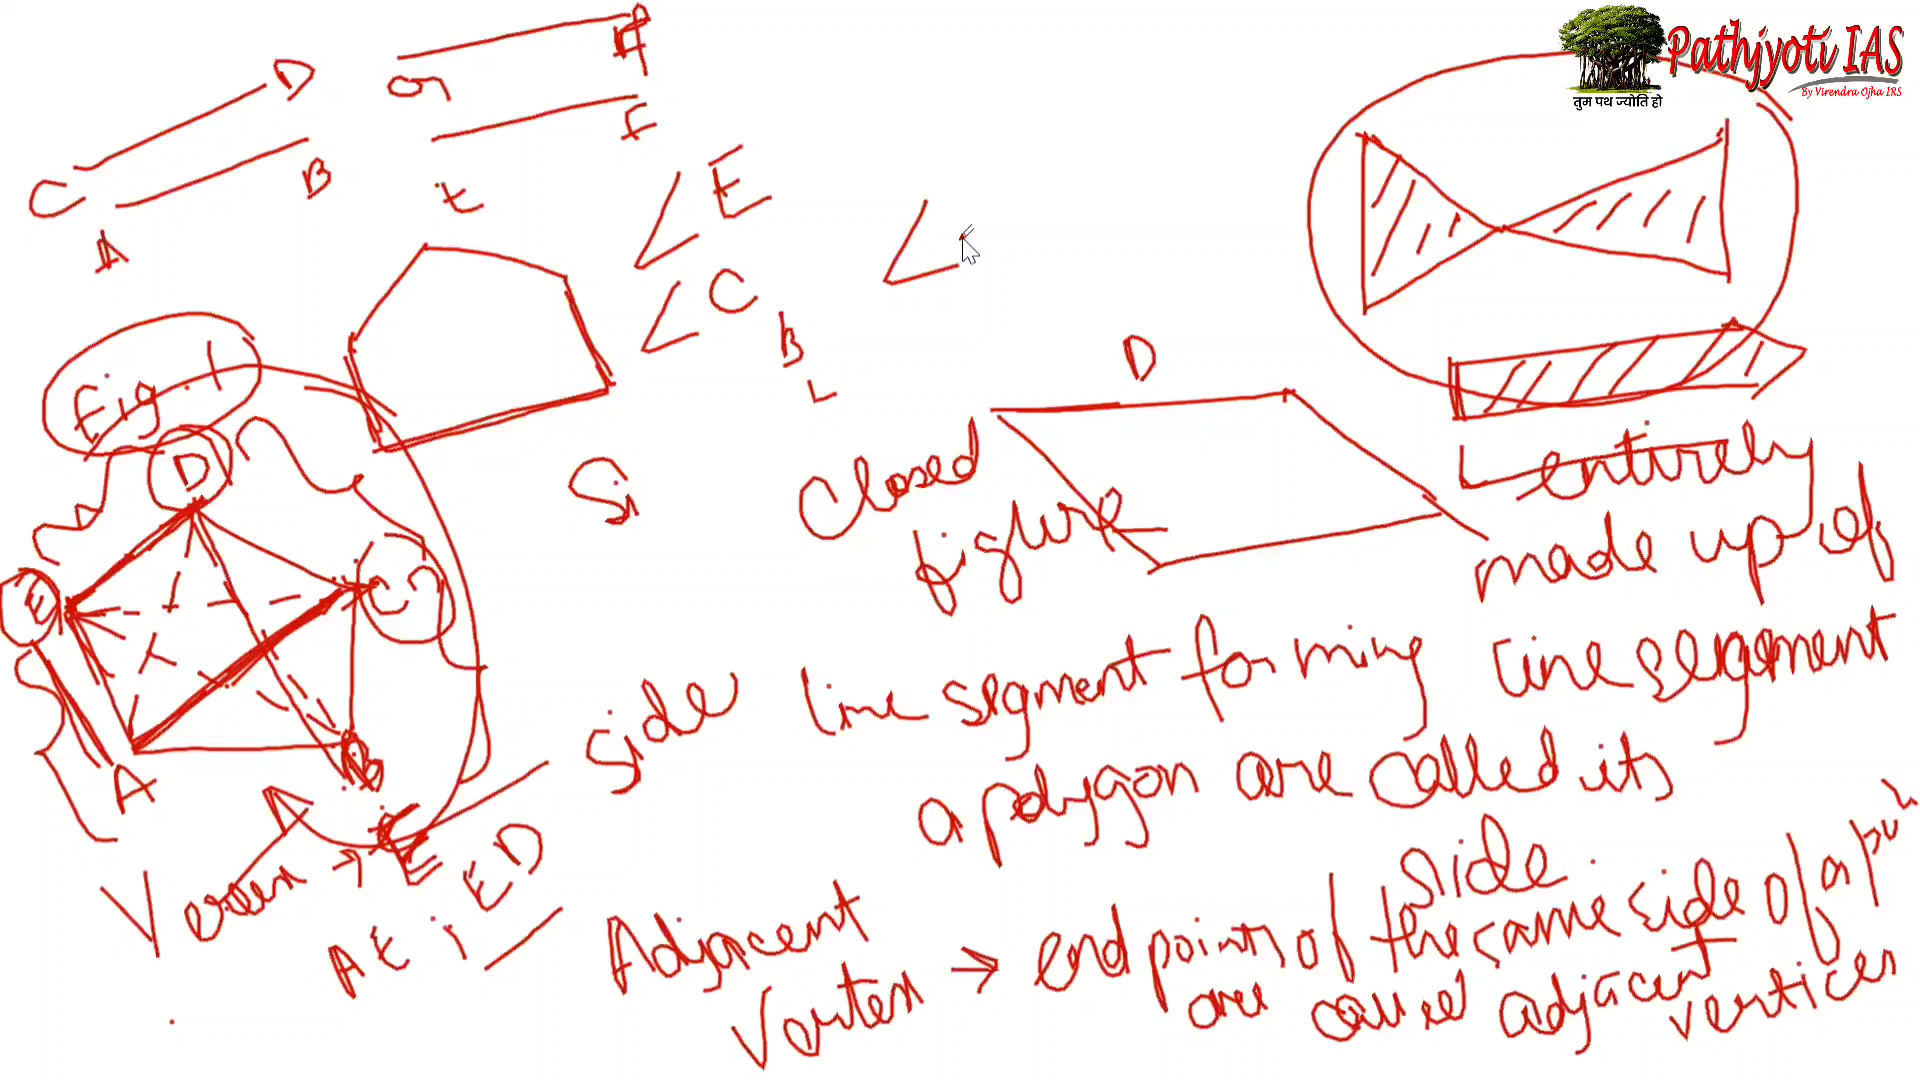 Pathjyoti IAS
By Virendra Ojha IRS
तुम पथ ज्योति हो
D
C
B
A
F
E
C
B
Fig. 1
D
E
C
A
B
D
Si
Closed
figure
entirely
made up of
line segment
side
line segment forming
a polygon are called its
side
Vertex → E
AE ; ED
Adjacent
Vertex → end points of the same side of a
are called adjacent
vertices